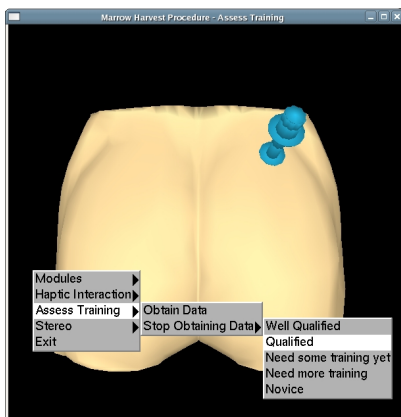 Marrow Harvest Procedure - Assess Training
Modules
Haptic Interaction
Assess Training
Stereo
Exit
Obtain Data
Stop Obtaining Data
Well Qualified
Qualified
Need some training yet
Need more training
Novice